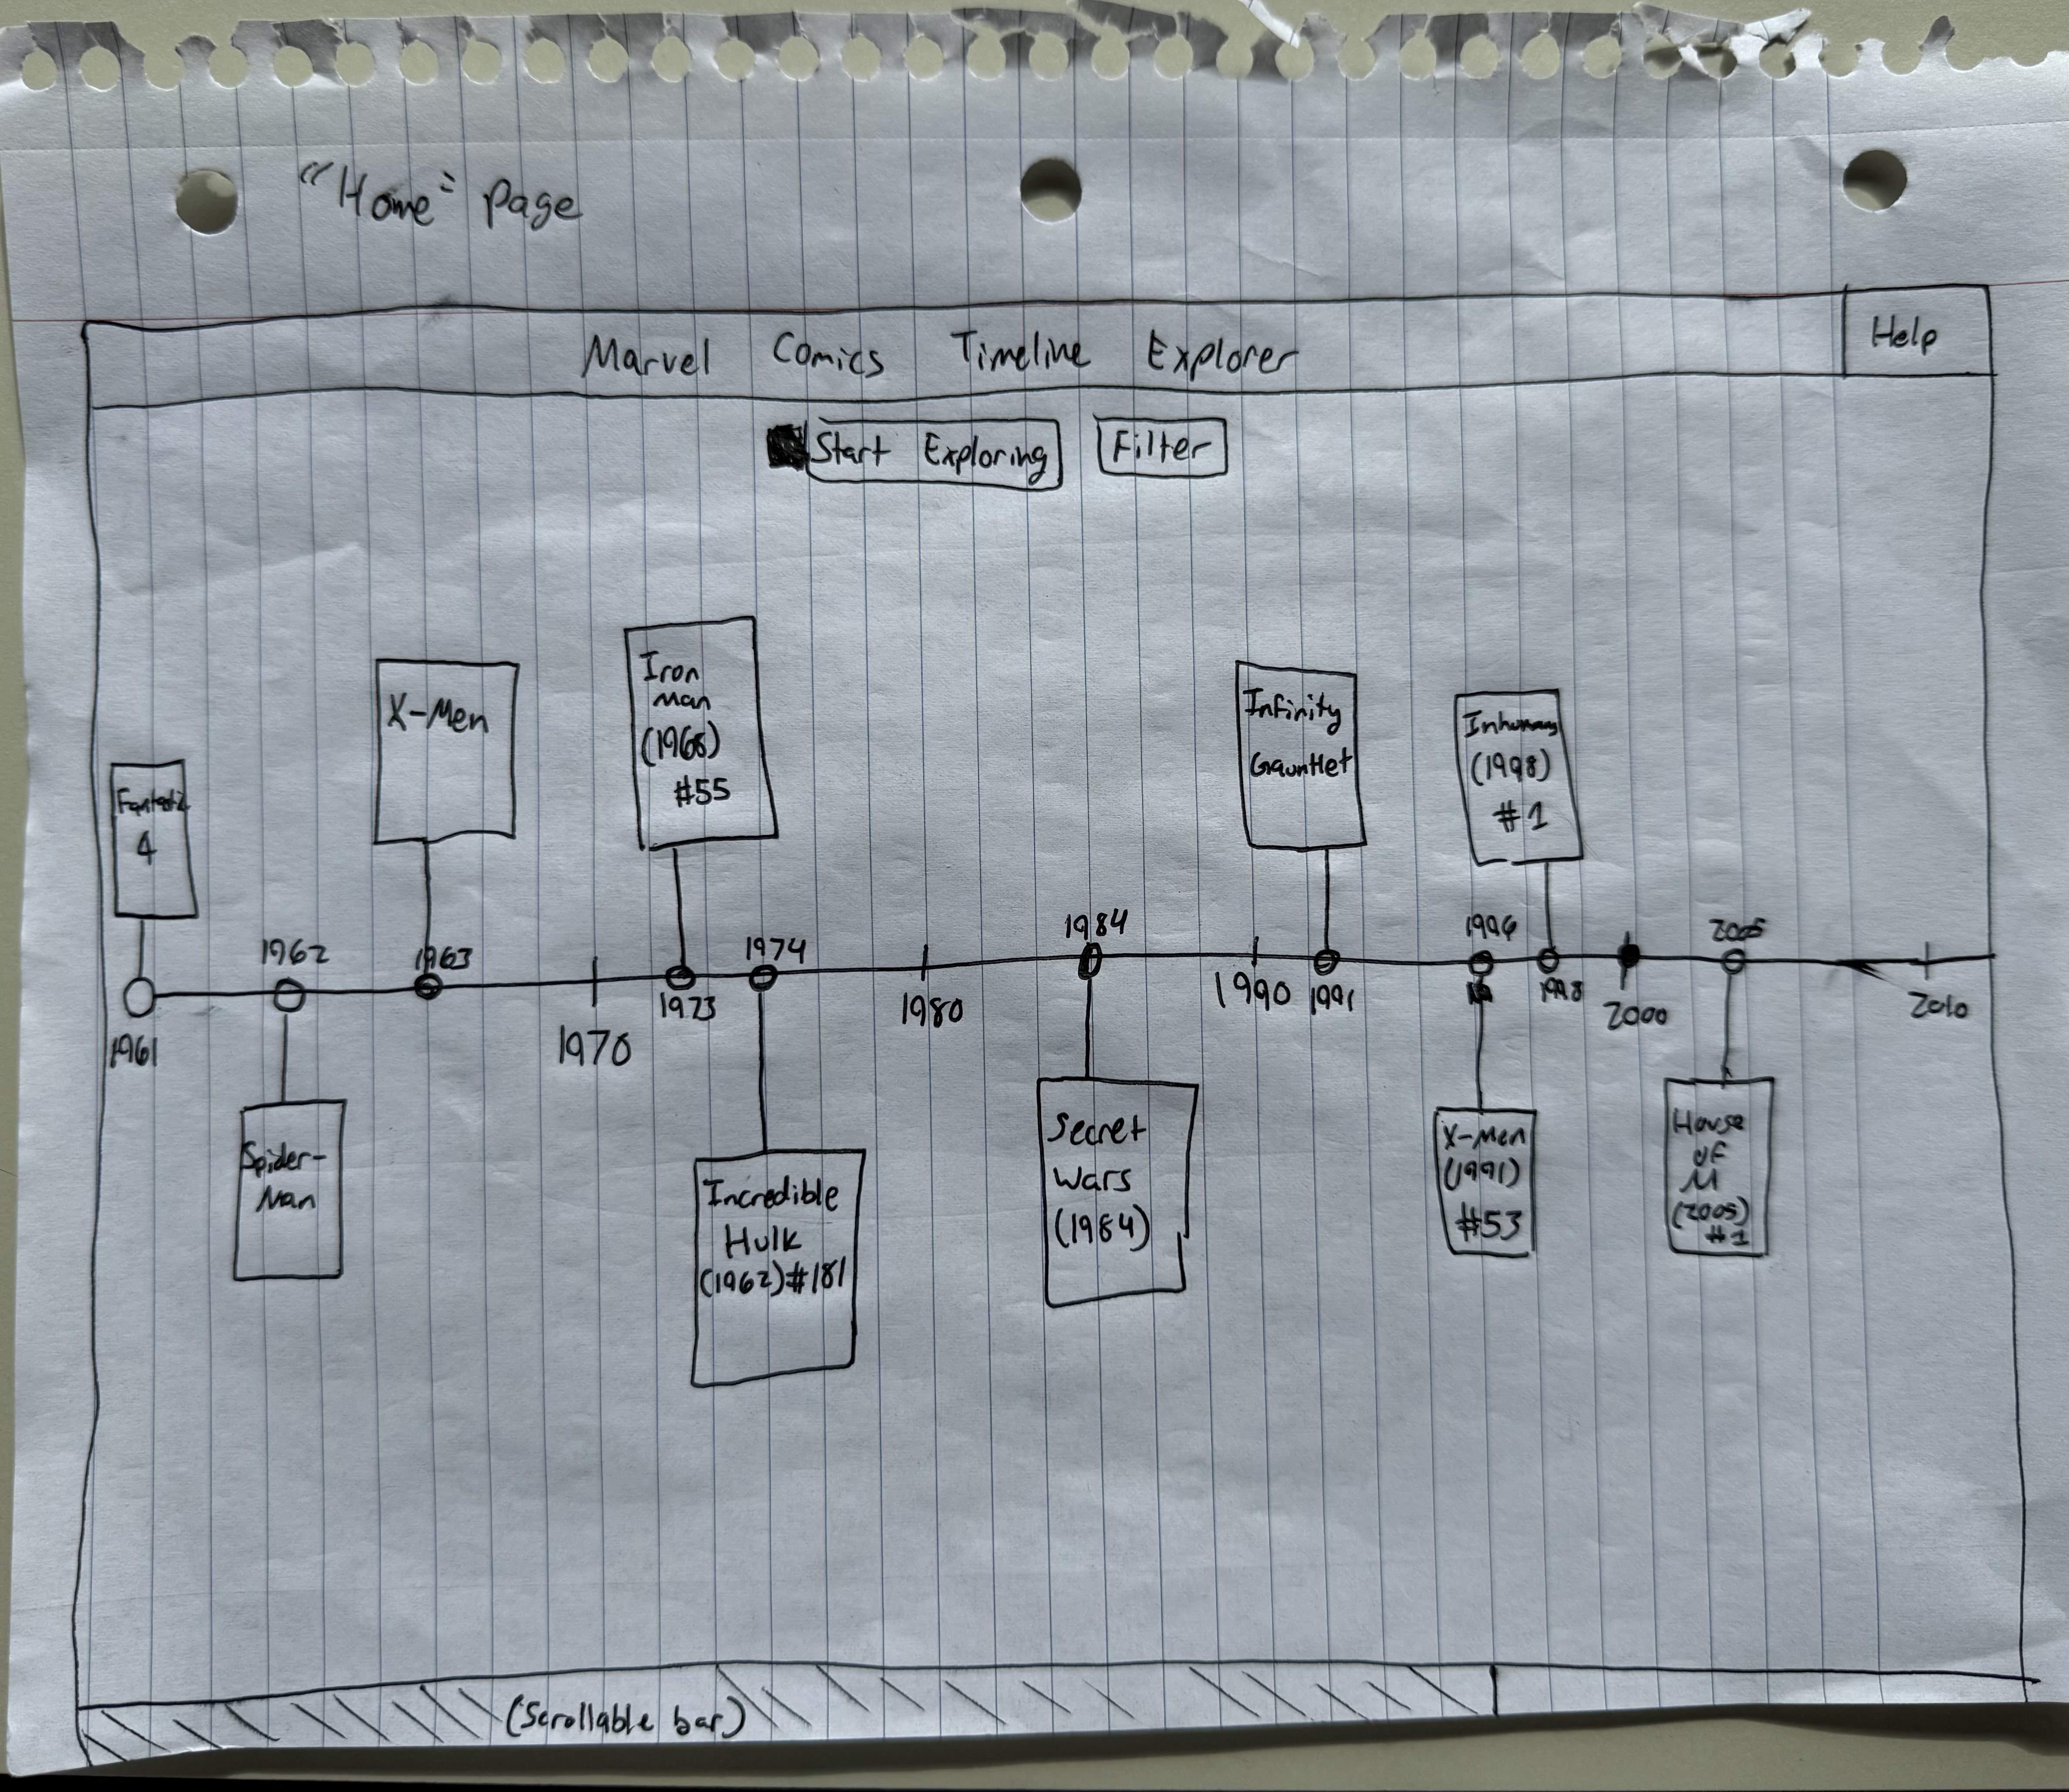 "Home" page
Marvel Comics Timeline Explorer
Help
Start Exploring
Filter
Fantastic
4
X-Men
Iron
Man
(1968)
#55
Infinity
Gauntlet
Inhumans
(1998)
#1
1961
1962
1963
1970
1973
1974
1980
1984
1990
1991
1996
1998
2000
2005
2010
Spider-
Man
Incredible
Hulk
(1962)#181
Secret
Wars
(1984)
X-Men
(1991)
#53
House
of
M
(2005)
#1
(Scrollable bar)